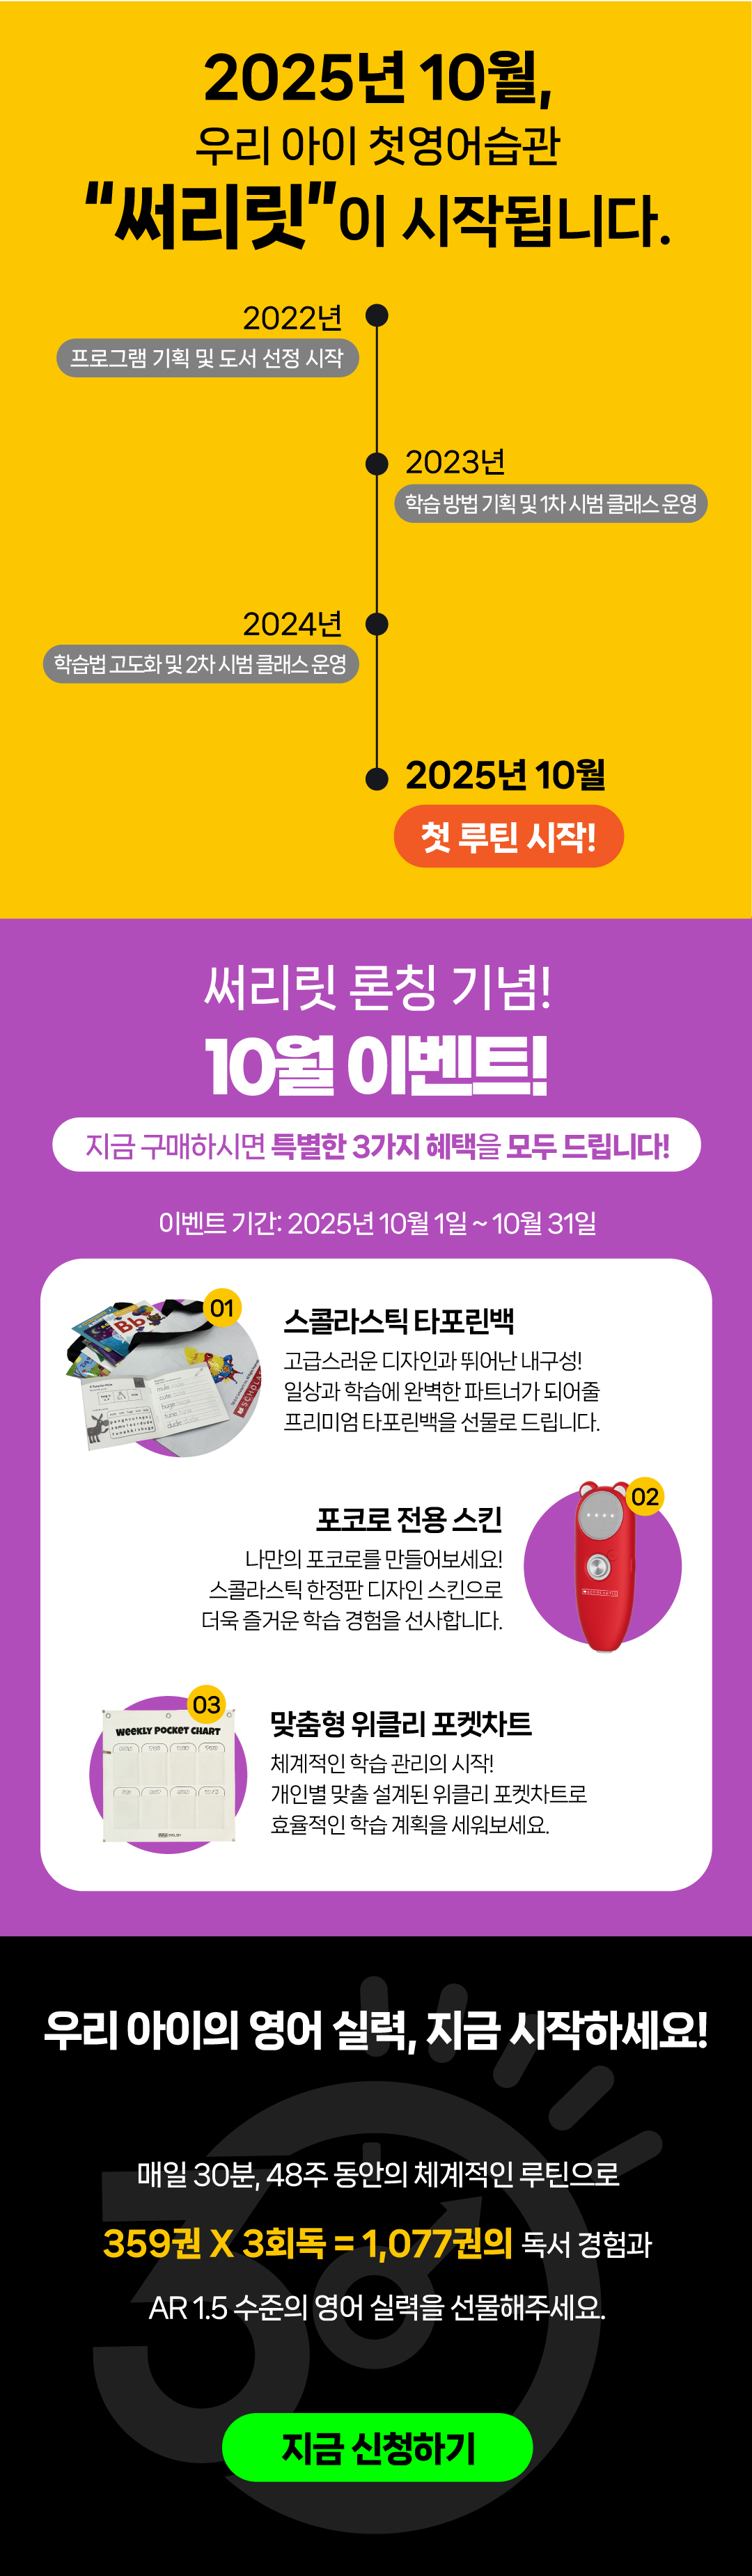 2025년 10월,
우리 아이 첫영어습관
“써리릿”이 시작됩니다.
2022년
프로그램 기획 및 도서 선정 시작
2023년
학습 방법 기획 및 1차 시범 클래스 운영
2024년
학습법 고도화 및 2차 시범 클래스 운영
2025년 10월
첫 루틴 시작!
써리릿 론칭 기념!
10월 이벤트!
지금 구매하시면 특별한 3가지 혜택을 모두 드립니다!
이벤트 기간: 2025년 10월 1일 ~ 10월 31일
01
Bb
스콜라스틱 타포린백
고급스러운 디자인과 뛰어난 내구성!
일상과 학습에 완벽한 파트너가 되어줄
프리미엄 타포린백을 선물로 드립니다.
02
포코로 전용 스킨
나만의 포코로를 만들어보세요!
스콜라스틱 한정판 디자인 스킨으로
더욱 즐거운 학습 경험을 선사합니다.
03
WEEKLY POCKET CHART
맞춤형 위클리 포켓차트
체계적인 학습 관리의 시작!
개인별 맞출 설계된 위클리 포켓차트로
효율적인 학습 계획을 세워보세요.
우리 아이의 영어 실력, 지금 시작하세요!
매일 30분, 48주 동안의 체계적인 루틴으로
359권 X 3회독 = 1,077권의 독서 경험과
AR 1.5 수준의 영어 실력을 선물해주세요.
지금 신청하기